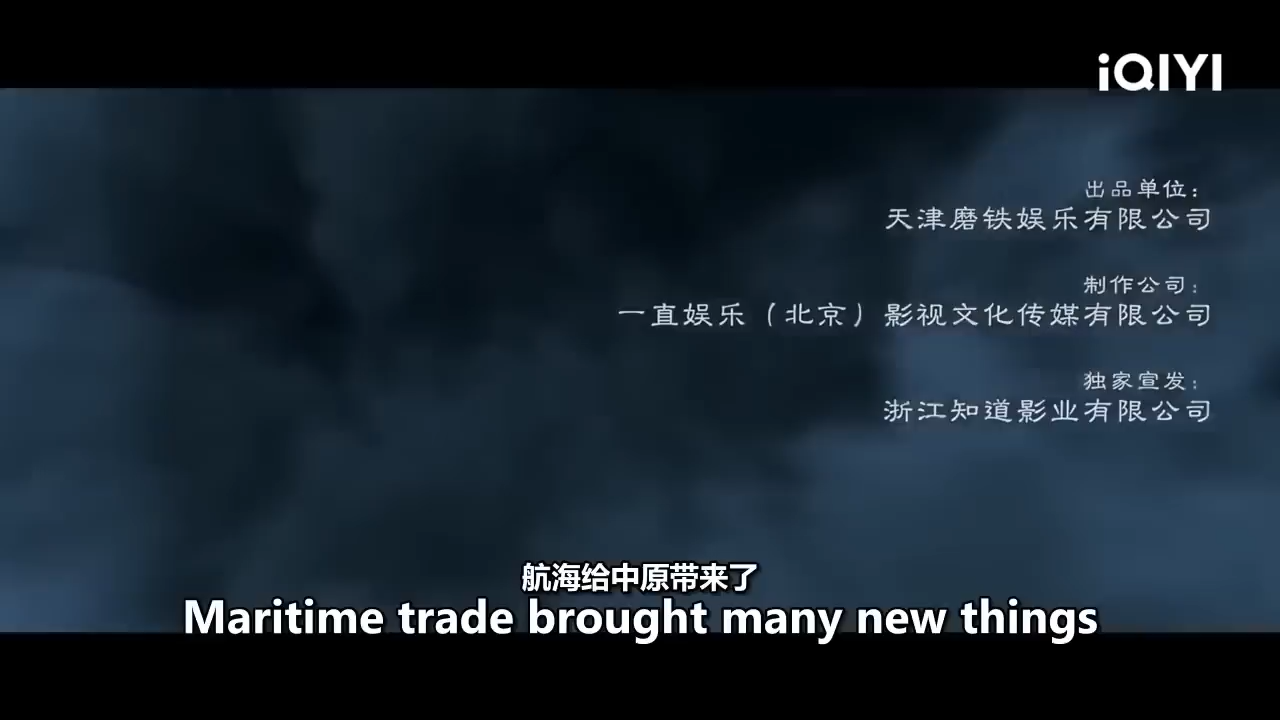 iQIYI
出品单位:
天津磨铁娱乐有限公司
制作公司:
一直娱乐(北京)影视文化传媒有限公司
独家宣发:
浙江知道影业有限公司
航海给中原带来了
Maritime trade brought many new things